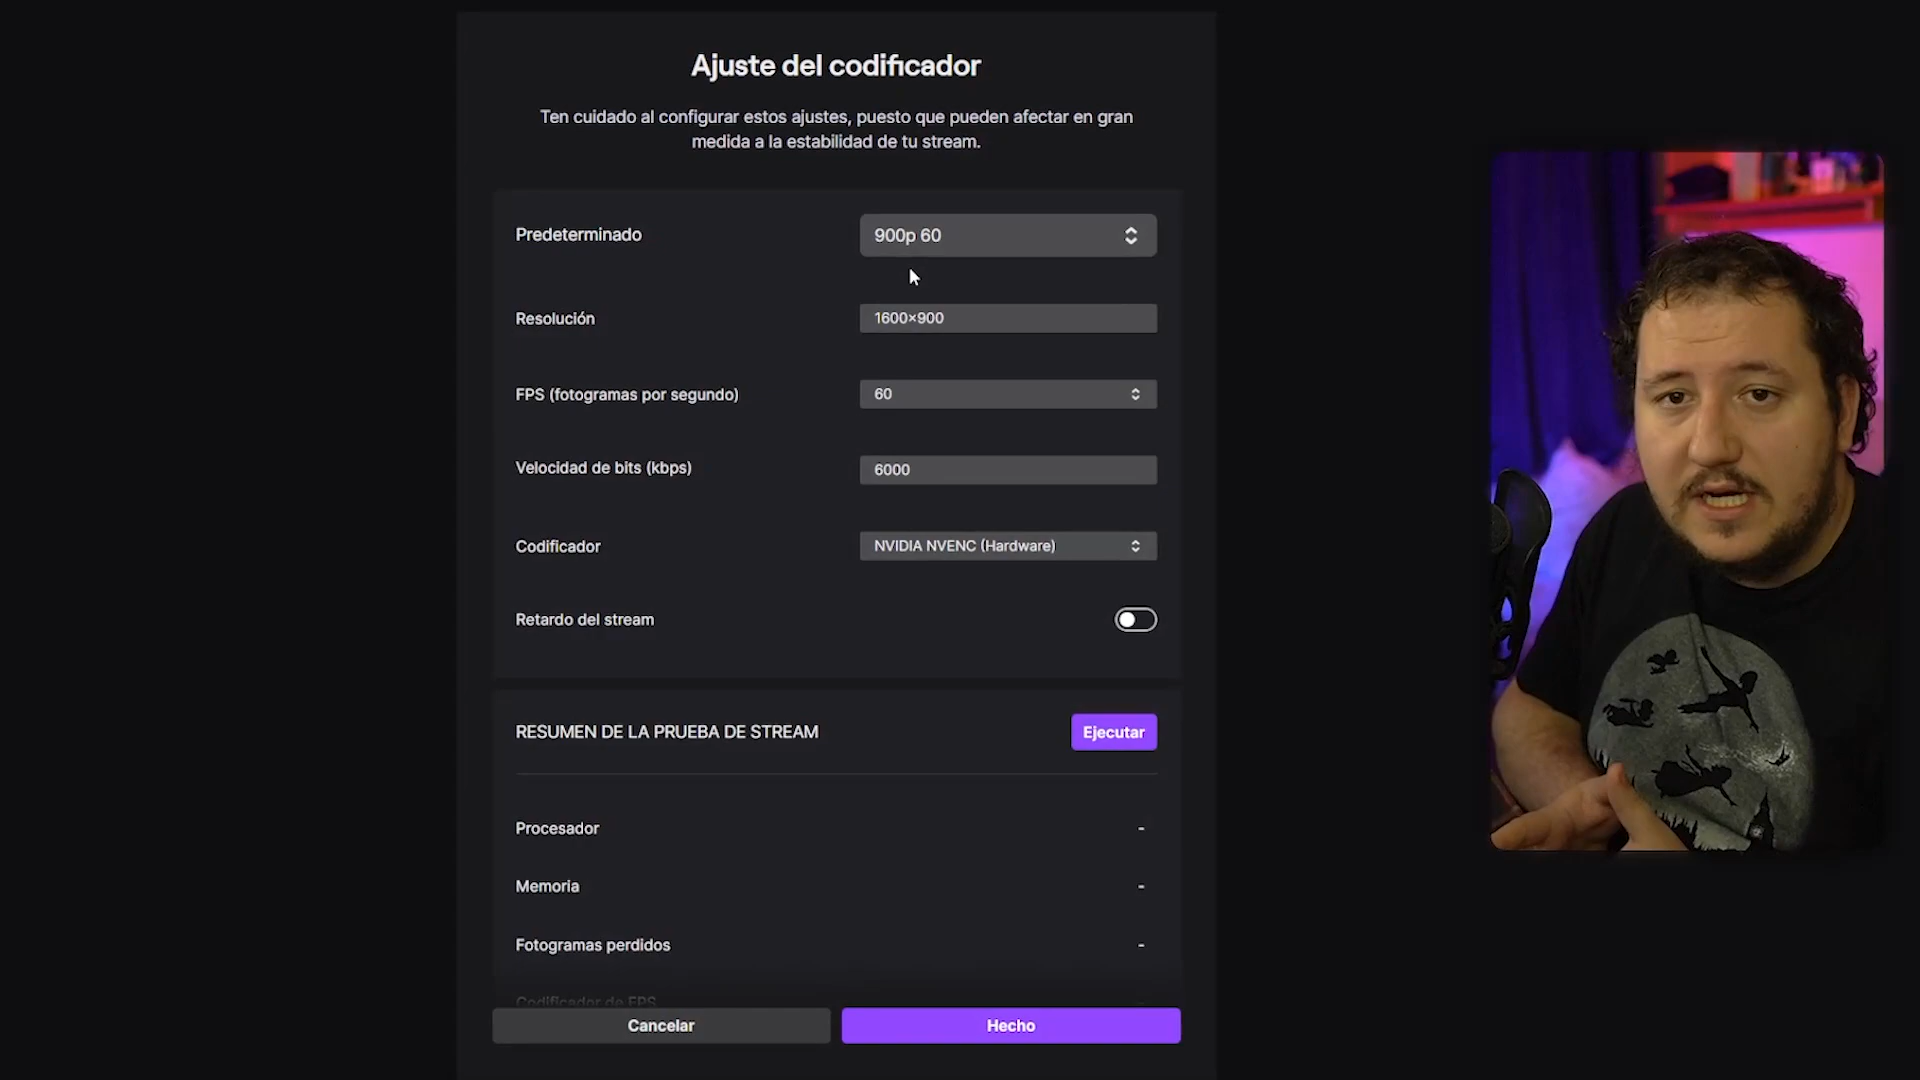 Ajuste del codificador
Ten cuidado al configurar estos ajustes, puesto que pueden afectar en gran
medida a la estabilidad de tu stream.
Predeterminado
900p 60
Resolución
1600×900
FPS (fotogramas por segundo)
60
Velocidad de bits (kbps)
6000
Codificador
NVIDIA NVENC (Hardware)
Retardo del stream
RESUMEN DE LA PRUEBA DE STREAM
Ejecutar
Procesador
-
Memoria
-
Fotogramas perdidos
-
Codificador de FPS
Cancelar
Hecho